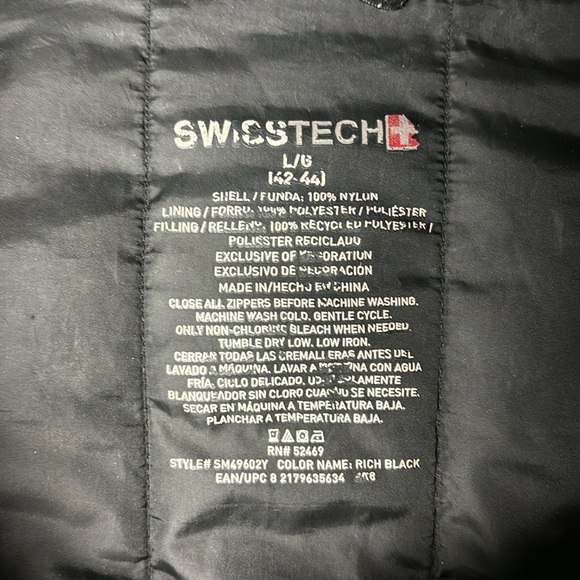 SWISSTECH
L/G
(42-44)
SHELL / FUNDA: 100% NYLON
LINING / FORRO: 100% POLYESTER / POLIÉSTER
FILLING / RELLENO: 100% RECYCLED POLYESTER /
POLIESTER RECICLADO
EXCLUSIVE OF DECORATION
EXCLUSIVO DE DECORACIÓN
MADE IN/HECHO EN CHINA
CLOSE ALL ZIPPERS BEFORE MACHINE WASHING.
MACHINE WASH COLD, GENTLE CYCLE.
ONLY NON-CHLORINE BLEACH WHEN NEEDED.
TUMBLE DRY LOW. LOW IRON.
CERRAR TODAS LAS CREMALLERAS ANTES DEL
LAVADO A MÁQUINA. LAVAR A MÁQUINA CON AGUA
FRÍA, CICLO DELICADO. USE SOLAMENTE
BLANQUEADOR SIN CLORO CUANDO SE NECESITE.
SECAR EN MÁQUINA A TEMPERATURA BAJA.
PLANCHAR A TEMPERATURA BAJA.
RN# 52469
STYLE# SM49602Y COLOR NAME: RICH BLACK
EAN/UPC 8 2179635634